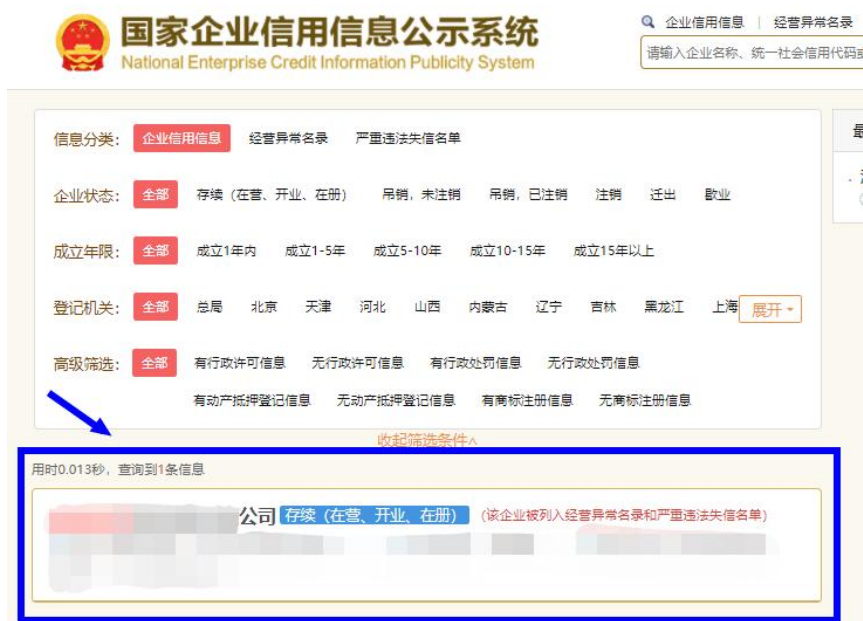 国家企业信用信息公示系统
National Enterprise Credit Information Publicity System
企业信用信息 | 经营异常名录
请输入企业名称、统一社会信用代码或
信息分类： 企业信用信息 经营异常名录 严重违法失信名单
企业状态： 全部 存续（在营、开业、在册） 吊销，未注销 吊销，已注销 注销 迁出 歇业
成立年限： 全部 成立1年内 成立1-5年 成立5-10年 成立10-15年 成立15年以上
登记机关： 全部 总局 北京 天津 河北 山西 内蒙古 辽宁 吉林 黑龙江 上海 展开
高级筛选： 全部 有行政许可信息 无行政许可信息 有行政处罚信息 无行政处罚信息
有动产抵押登记信息 无动产抵押登记信息 有商标注册信息 无商标注册信息
收起筛选条件
用时0.013秒，查询到1条信息
公司 存续（在营、开业、在册） （该企业被列入经营异常名录和严重违法失信名单）